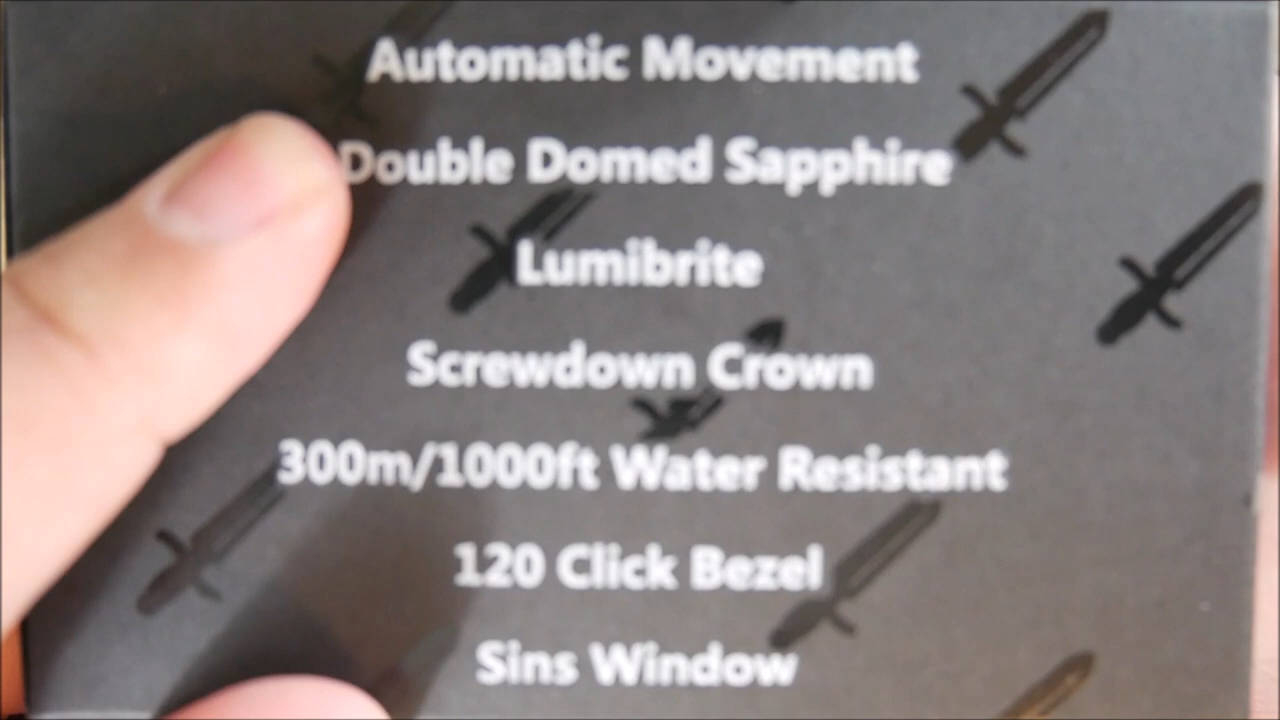 Automatic Movement
Double Domed Sapphire
Lumibrite
Screwdown Crown
300m/1000ft Water Resistant
120 Click Bezel
Sins Window